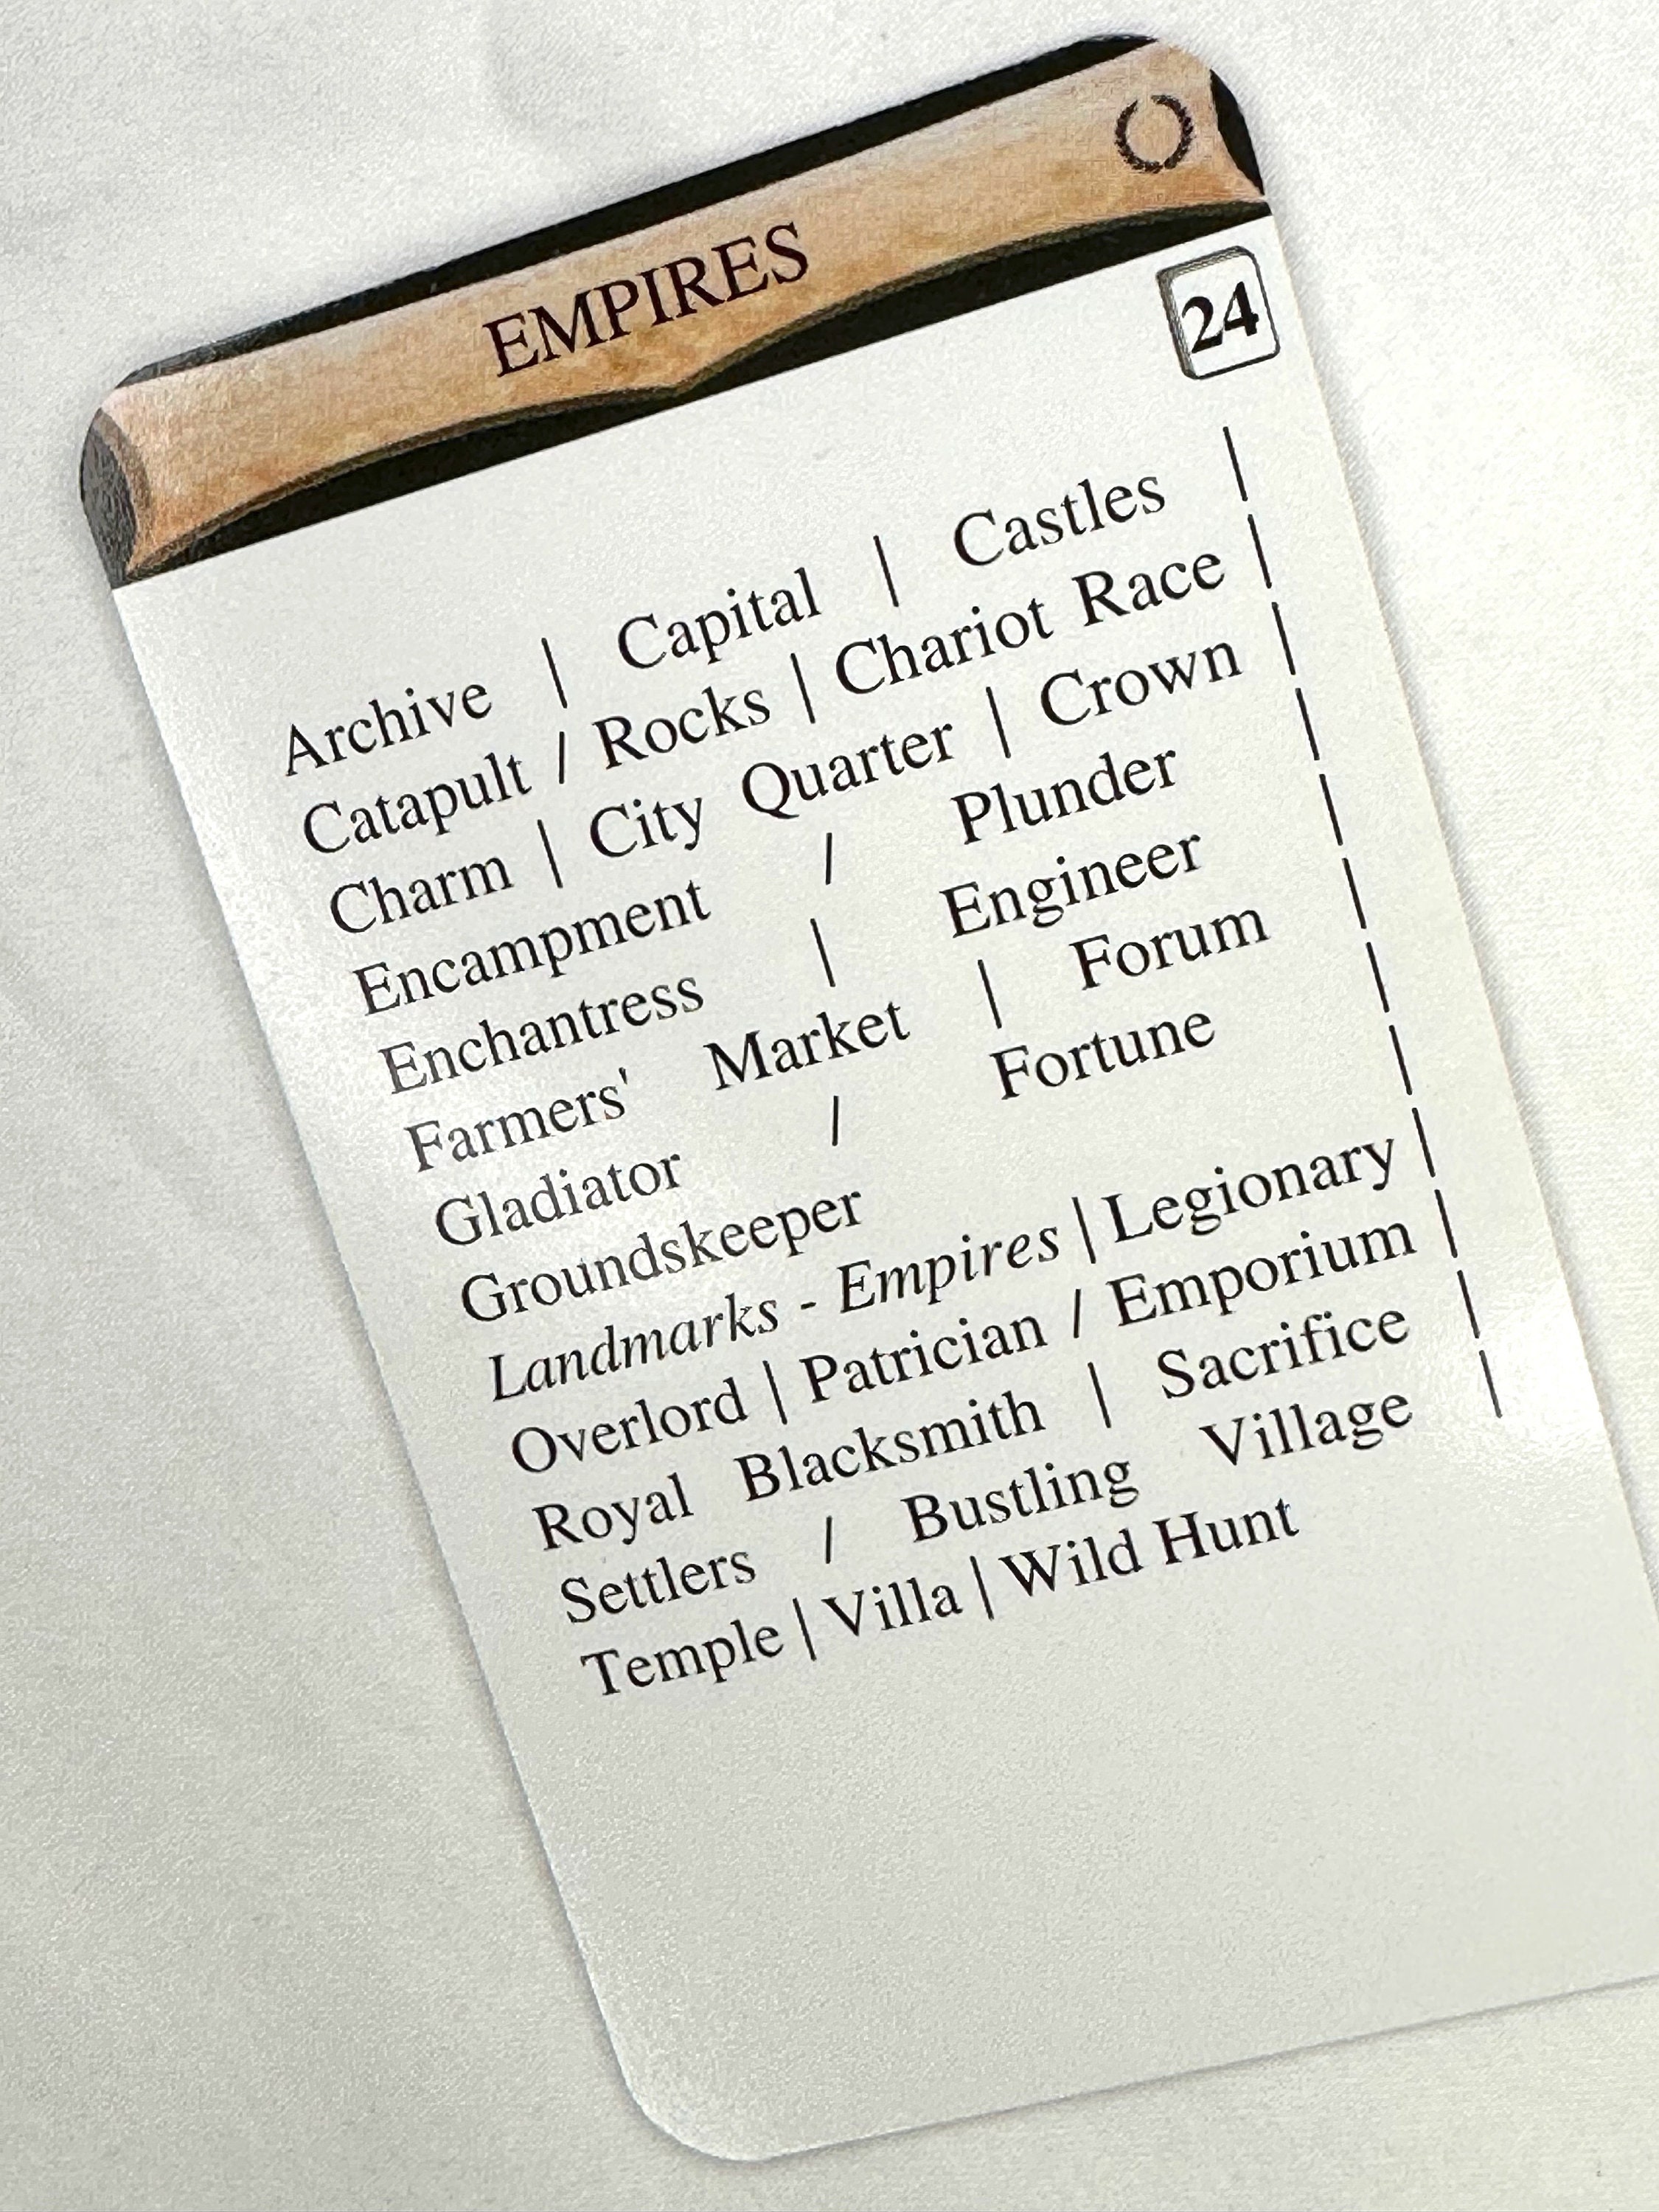 EMPIRES
24
Archive | Capital | Castles |
Catapult / Rocks | Chariot Race |
Charm | City Quarter | Crown |
Encampment / Plunder |
Enchantress | Engineer |
Farmers' Market | Forum |
Gladiator / Fortune |
Groundskeeper |
Landmarks - Empires | Legionary |
Overlord | Patrician / Emporium |
Royal Blacksmith | Sacrifice |
Settlers / Bustling Village |
Temple | Villa | Wild Hunt